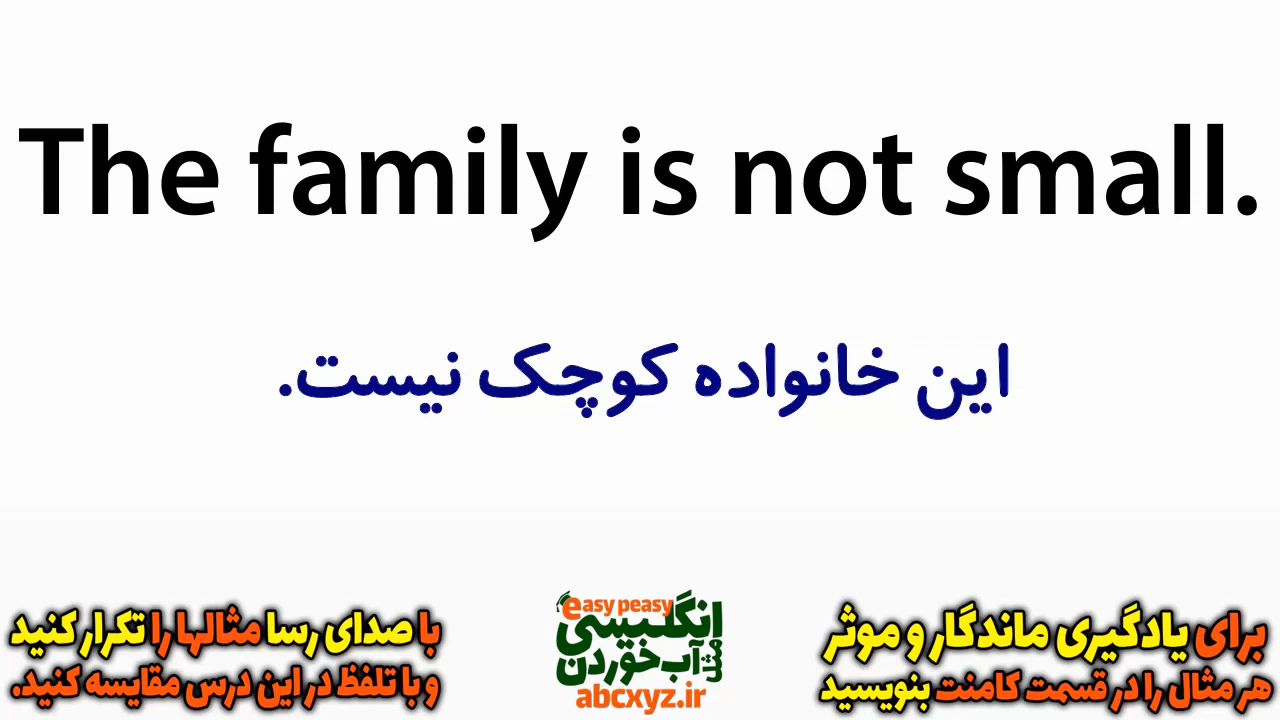 The family is not small.
این خانواده کوچک نیست.
برای یادگیری ماندگار و موثر
هر مثال را در قسمت کامنت بنویسید
easy peasy
انگلیسی
مثل آب خوردن
abcxyz.ir
با صدای رسا مثالها را تکرار کنید
و با تلفظ در این درس مقایسه کنید.